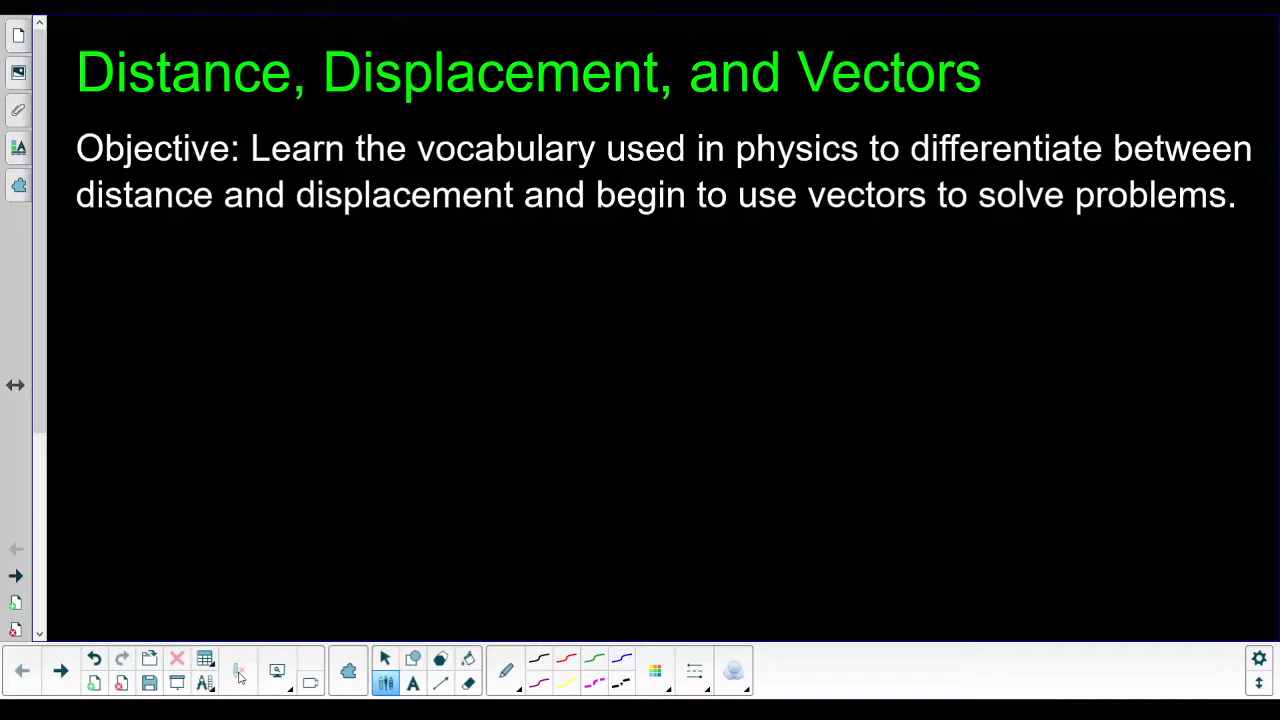 Distance, Displacement, and Vectors
Objective: Learn the vocabulary used in physics to differentiate between
distance and displacement and begin to use vectors to solve problems.